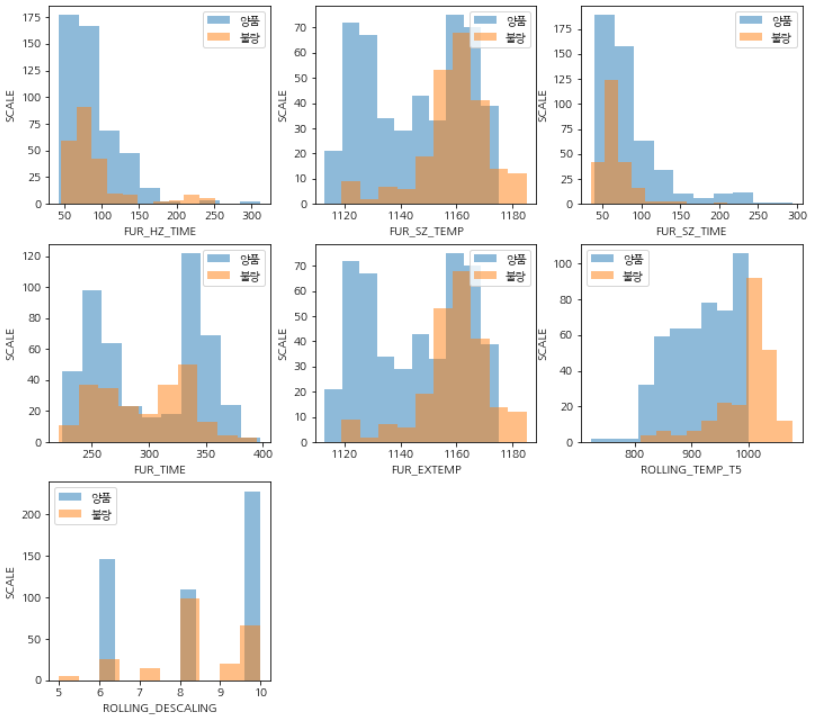 175
150
125
100
75
50
25
0
SCALE
양품
불량
50 100 150 200 250 300
FUR_HZ_TIME
70
60
50
40
30
20
10
0
SCALE
양품
불량
1120 1140 1160 1180
FUR_SZ_TEMP
175
150
125
100
75
50
25
0
SCALE
양품
불량
50 100 150 200 250 300
FUR_SZ_TIME
120
100
80
60
40
20
0
SCALE
양품
불량
250 300 350 400
FUR_TIME
70
60
50
40
30
20
10
0
SCALE
양품
불량
1120 1140 1160 1180
FUR_EXTEMP
100
80
60
40
20
0
SCALE
양품
불량
800 900 1000
ROLLING_TEMP_T5
200
150
100
50
0
SCALE
양품
불량
5 6 7 8 9 10
ROLLING_DESCALING